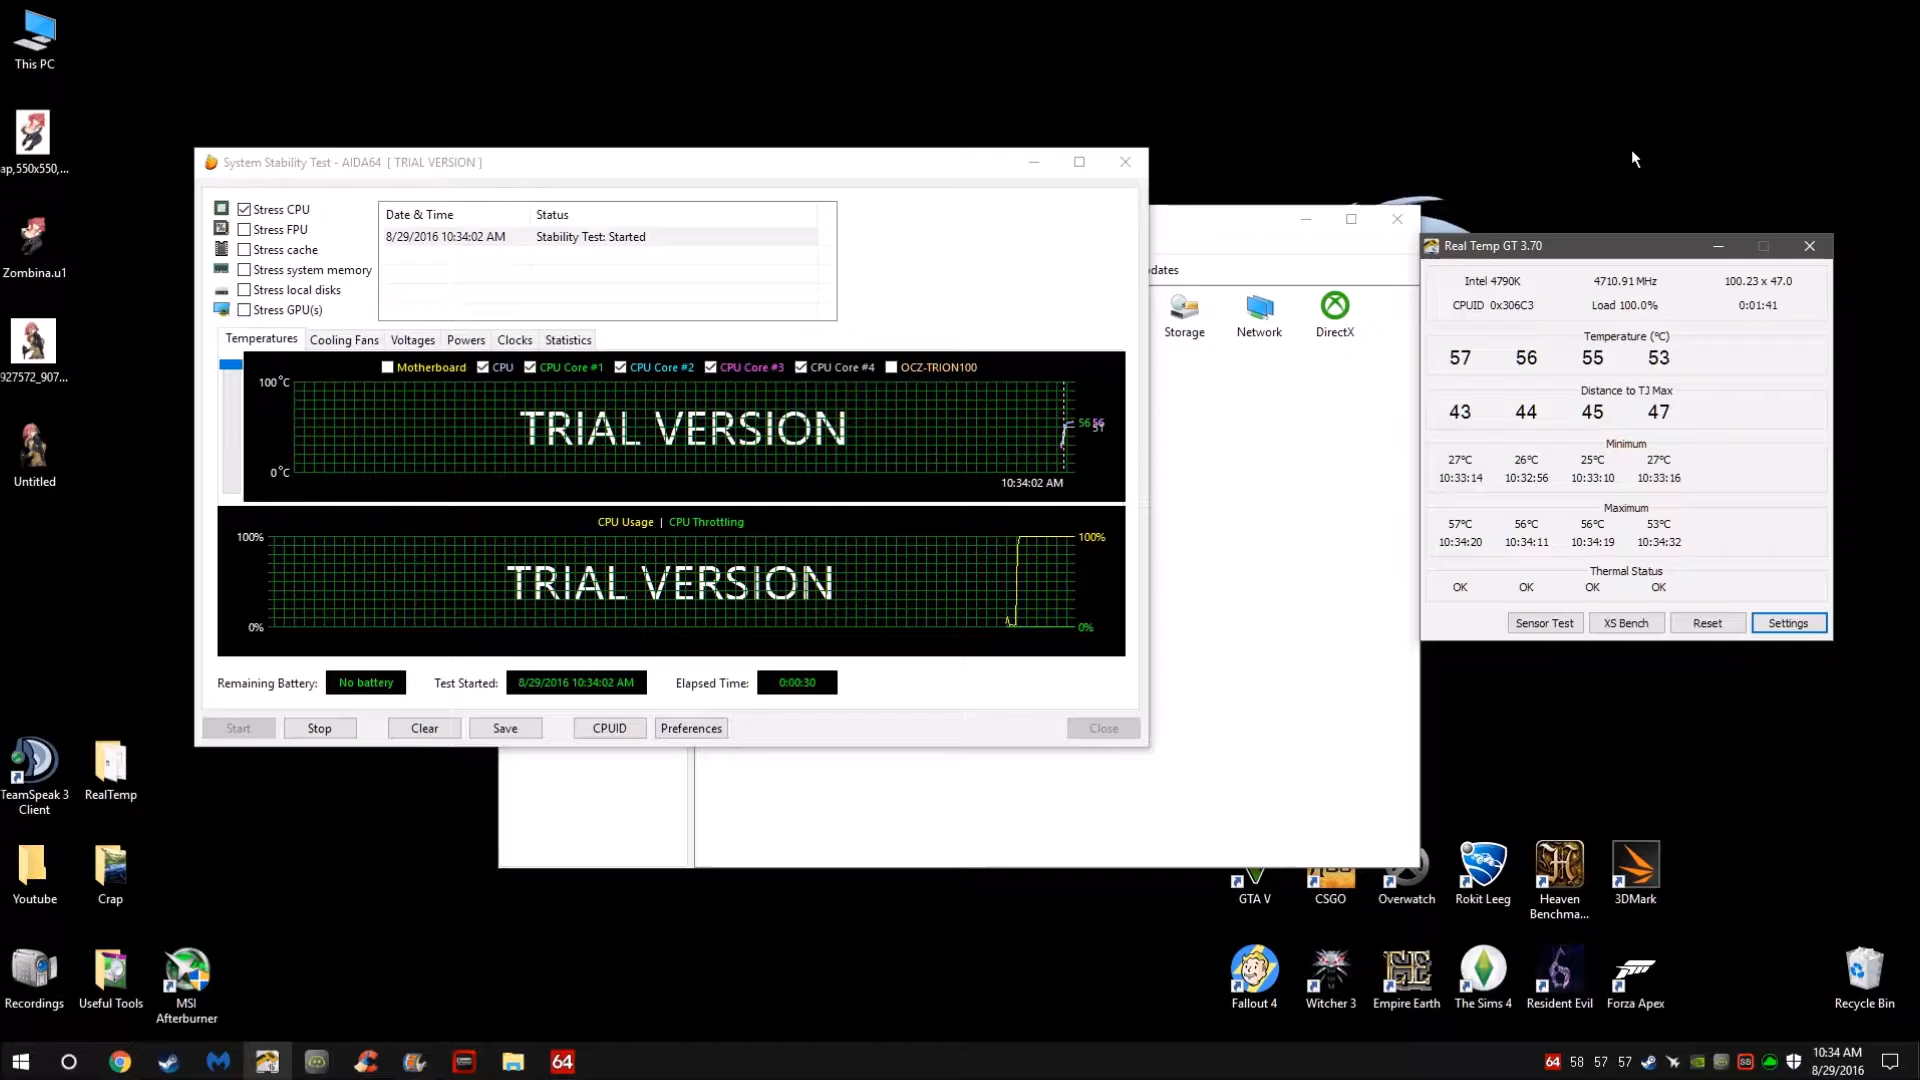 This PC
ap,550x550,...
Zombina.u1
927572_907...
Untitled
TeamSpeak 3
Client
RealTemp
Youtube
Crap
Recordings
Useful Tools
MSI
Afterburner
System Stability Test - AIDA64 [ TRIAL VERSION ]
Stress CPU
Stress FPU
Stress cache
Stress system memory
Stress local disks
Stress GPU(s)
Date & Time Status
8/29/2016 10:34:02 AM Stability Test: Started
Temperatures Cooling Fans Voltages Powers Clocks Statistics
Motherboard CPU CPU Core #1 CPU Core #2 CPU Core #3 CPU Core #4 OCZ-TRION100
100°C
TRIAL VERSION
56
0°C
10:34:02 AM
CPU Usage | CPU Throttling
100% 100%
TRIAL VERSION
0% 0%
Remaining Battery: No battery Test Started: 8/29/2016 10:34:02 AM Elapsed Time: 0:00:30
Start Stop Clear Save CPUID Preferences Close
dates
Storage Network DirectX
Real Temp GT 3.70
Intel 4790K 4710.91 MHz 100.23 x 47.0
CPUID 0x306C3 Load 100.0% 0:01:41
Temperature (°C)
57 56 55 53
Distance to TJ Max
43 44 45 47
Minimum
27°C 26°C 25°C 27°C
10:33:14 10:32:56 10:33:10 10:33:16
Maximum
57°C 56°C 56°C 53°C
10:34:20 10:34:11 10:34:19 10:34:32
Thermal Status
OK OK OK OK
Sensor Test XS Bench Reset Settings
GTA V CSGO Overwatch Rokit Leeg Heaven
Benchma... 3DMark
Fallout 4 Witcher 3 Empire Earth The Sims 4 Resident Evil Forza Apex Recycle Bin
64
64 58 57 57
10:34 AM
8/29/2016